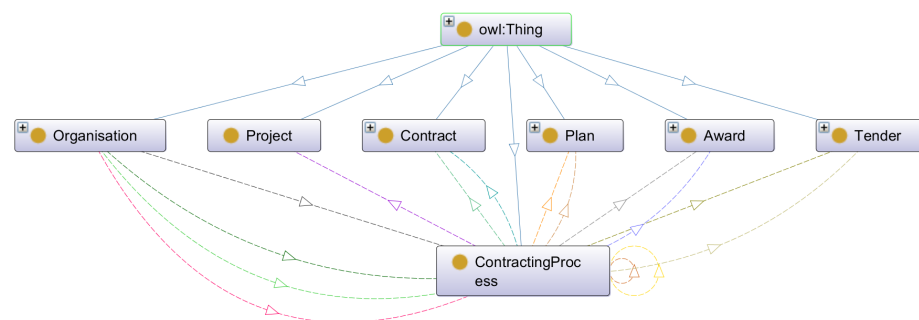 owl:Thing
Organisation
Project
Contract
Plan
Award
Tender
ContractingProc
ess